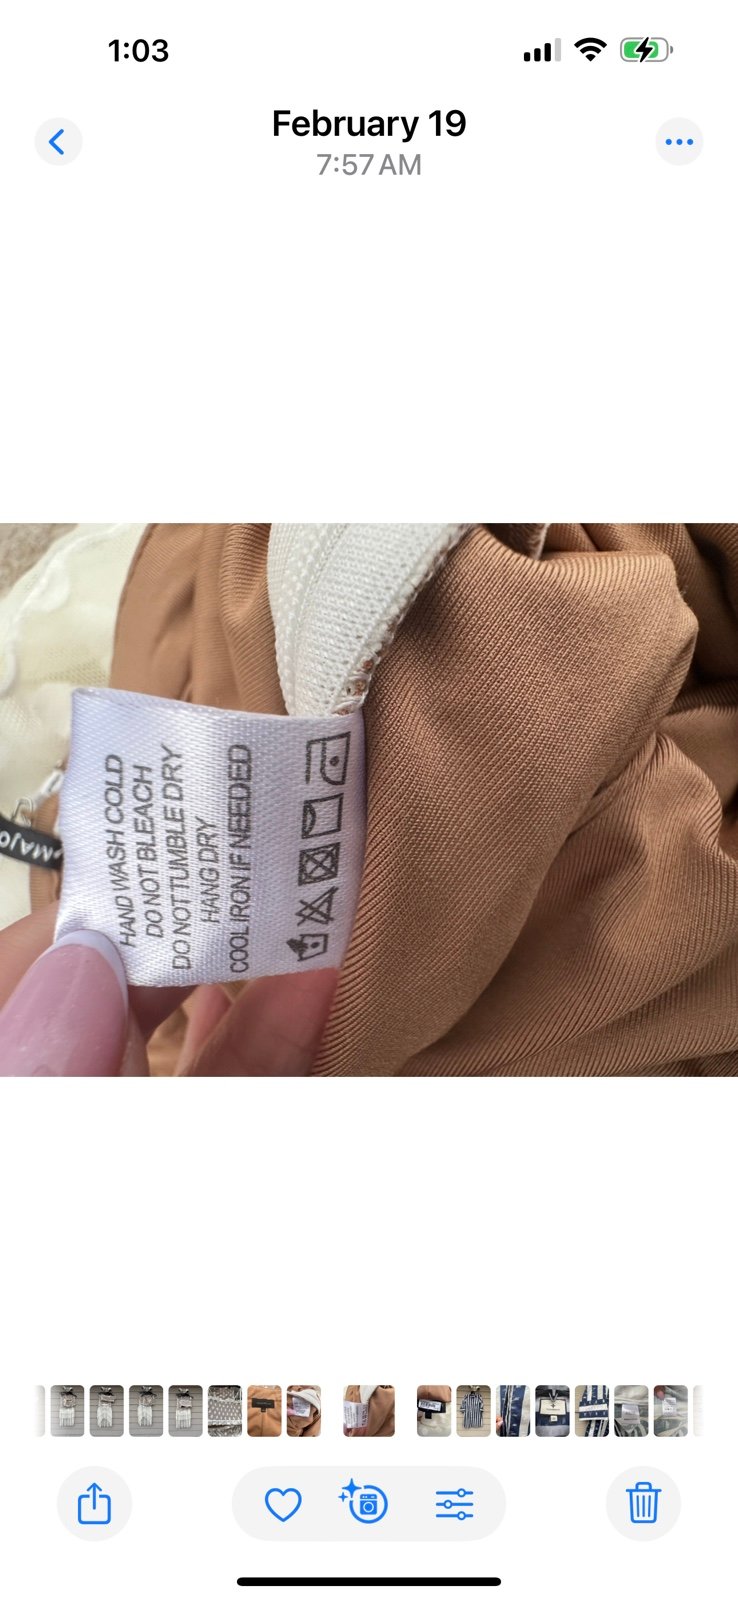 1:03
February 19
7:57 AM
HAND WASH COLD
DO NOT BLEACH
DO NOT TUMBLE DRY
HANG DRY
COOL IRON IF NEEDED